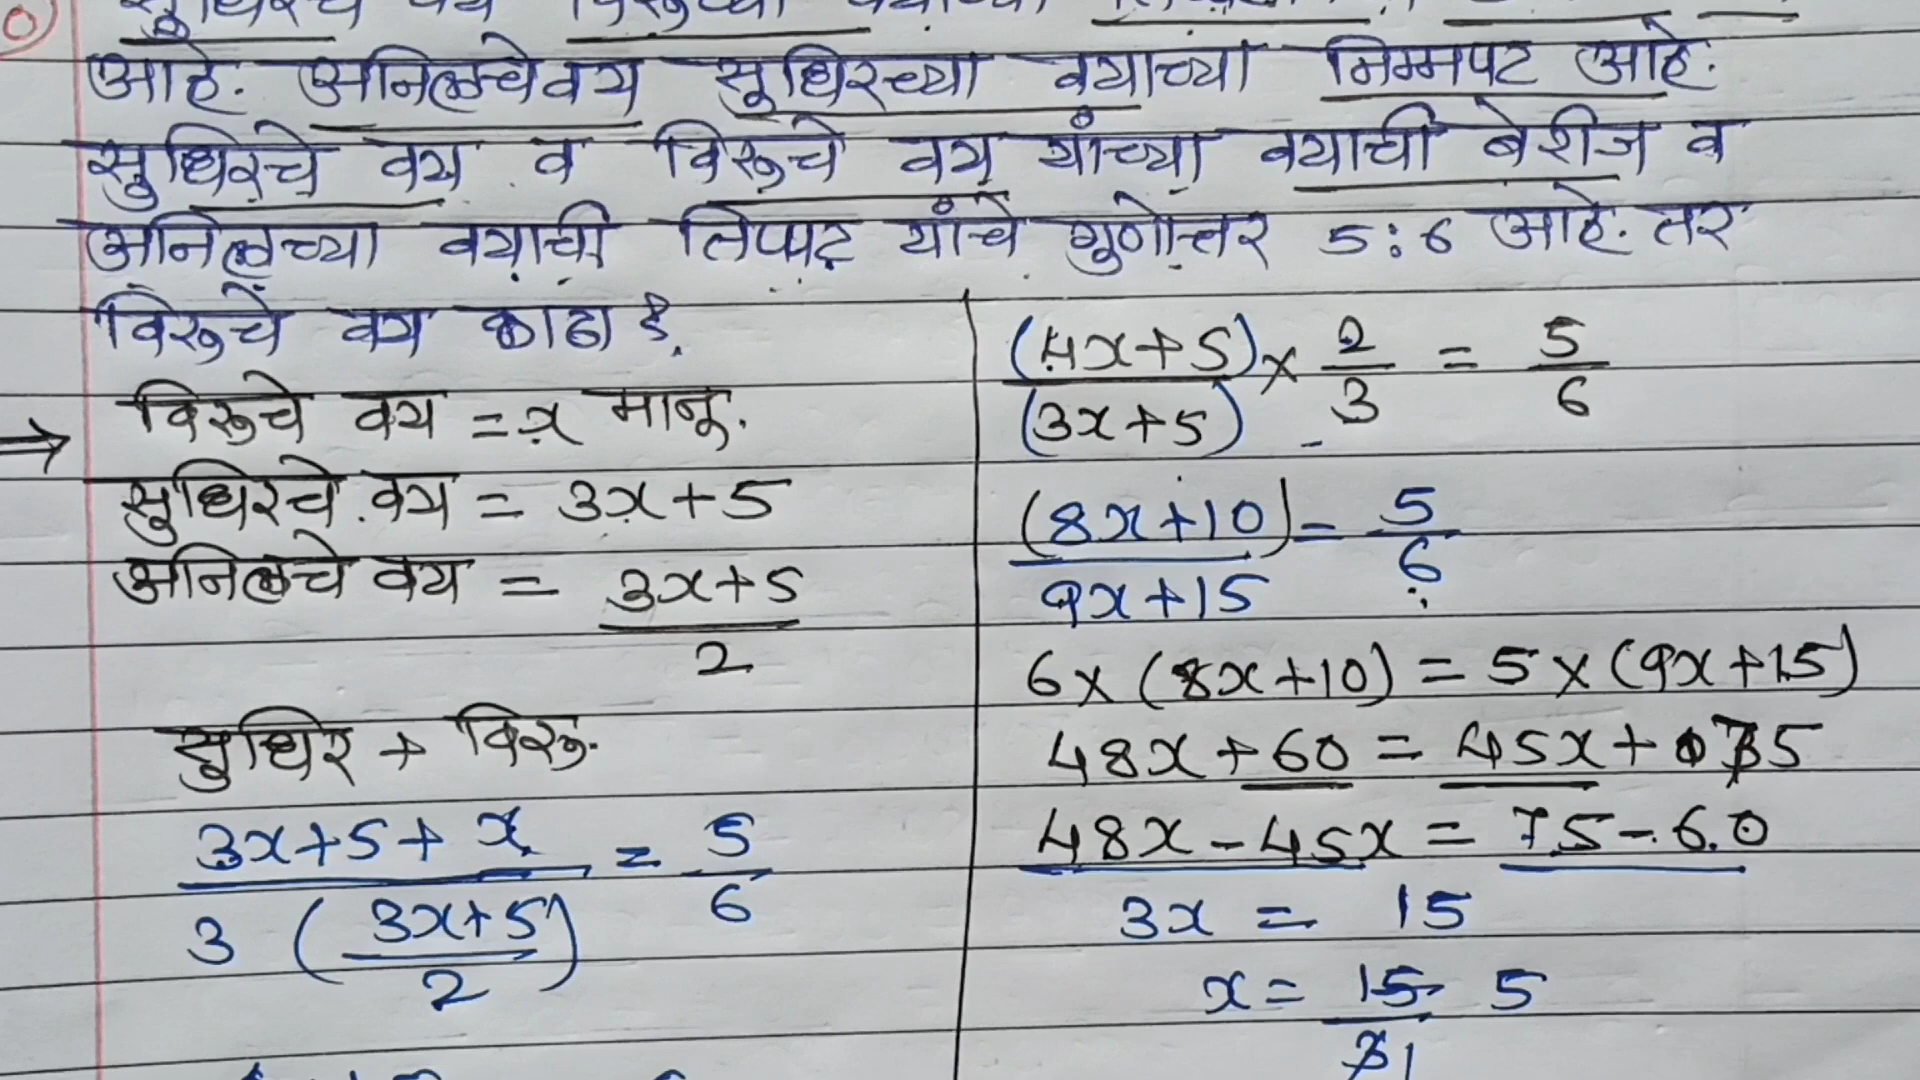 आहे. अनिलचे वय सुधिरच्या वयाच्या निम्मपट आहे.
सुधिरचे वय व विरूचे वय यांच्या वयाची बेरीज व
अनिलच्या वयाची तिप्पट यांचे गुणोत्तर 5:6 आहे. तर
विरूचे वय काढा ?
⇒ विरूचे वय = x मानू.
सुधिरचे वय = 3x+5
अनिलचे वय = 3x+5
2
सुधिर + विरू.
3x+5+x = 5
3 (3x+5) 6
2
(4x+5) × 2 = 5
(3x+5) 3 6
(8x+10) = 5
9x+15 6
6×(8x+10) = 5×(9x+15)
48x+60 = 45x+75
48x-45x = 75-60
3x = 15
x = 15 5
3 1